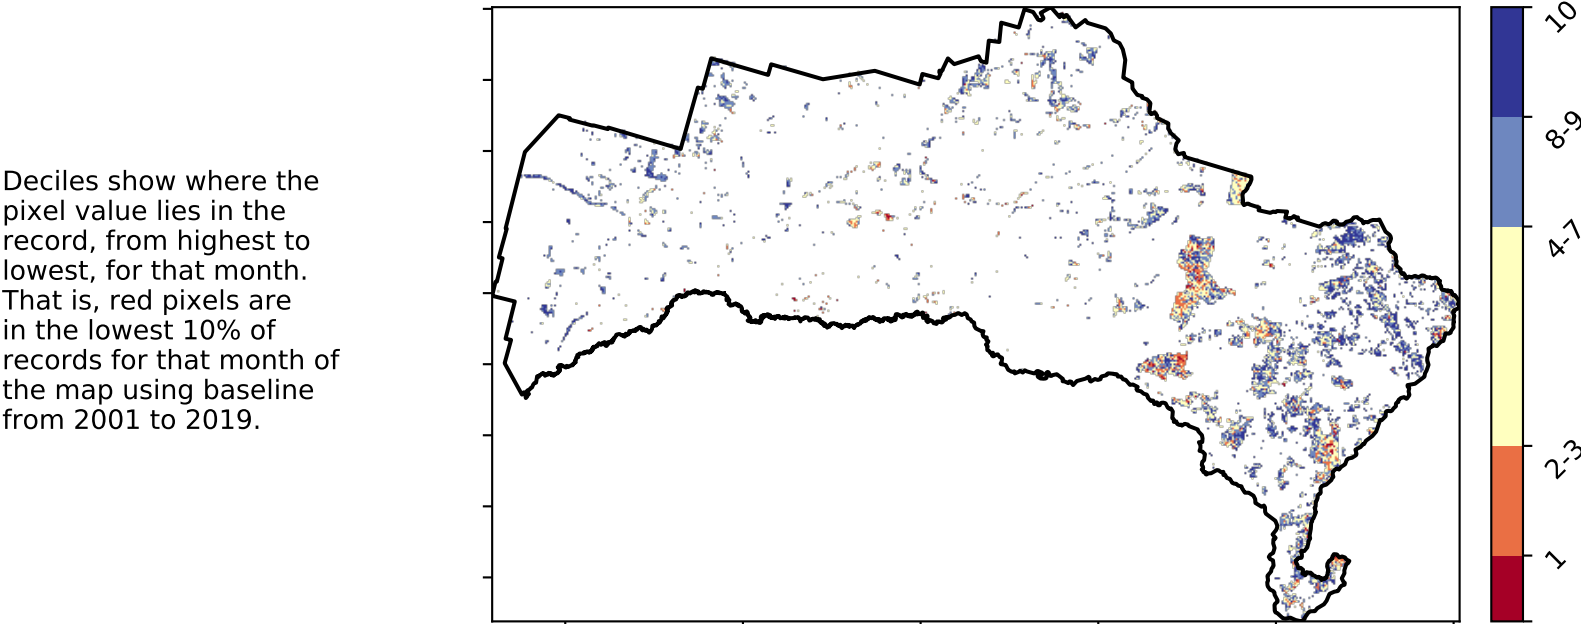 Deciles show where the
pixel value lies in the
record, from highest to
lowest, for that month.
That is, red pixels are
in the lowest 10% of
records for that month of
the map using baseline
from 2001 to 2019.
10
8-9
4-7
2-3
1